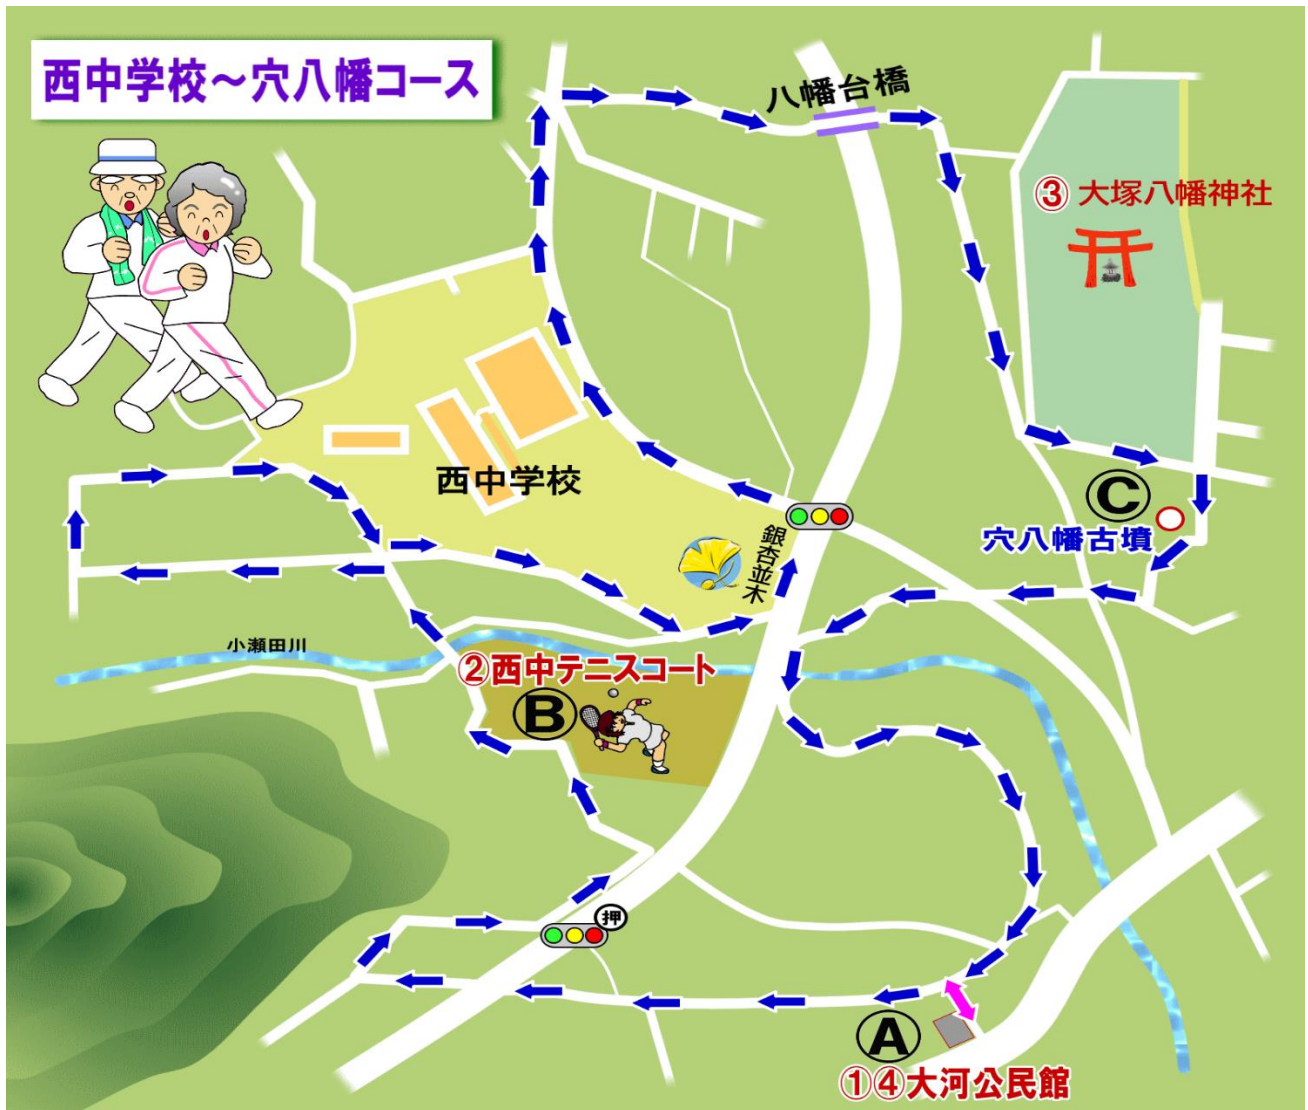 西中学校～穴八幡コース
八幡台橋
③大塚八幡神社
西中学校
銀杏並木
C
穴八幡古墳
小瀬田川
②西中テニスコート
B
押
A
①④大河公民館